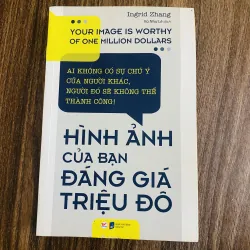 Ingrid Zhang
YOUR IMAGE IS WORTHY
OF ONE MILLION DOLLARS
AI KHÔNG CÓ SỰ CHÚ Ý
CỦA NGƯỜI KHÁC,
NGƯỜI ĐÓ SẼ KHÔNG THỂ
THÀNH CÔNG!
HÌNH ẢNH
CỦA BẠN
ĐÁNG GIÁ
TRIỆU ĐÔ